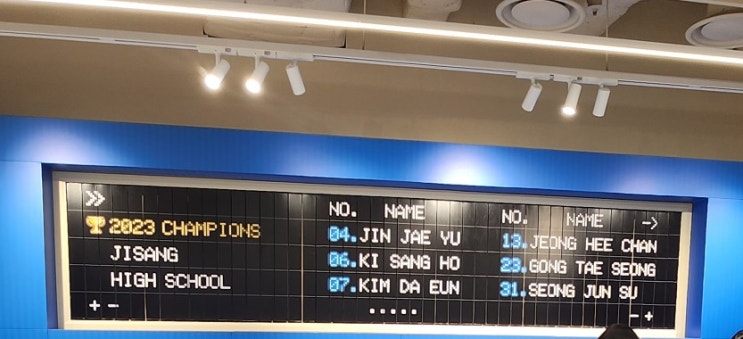 »
2023 CHAMPIONS
JISANG
HIGH SCHOOL
+ -
NO. NAME
04. JIN JAE YU
06. KI SANG HO
07. KIM DA EUN
.....
NO. NAME ->
13. JEONG HEE CHAN
23. GONG TAE SEONG
31. SEONG JUN SU
- +